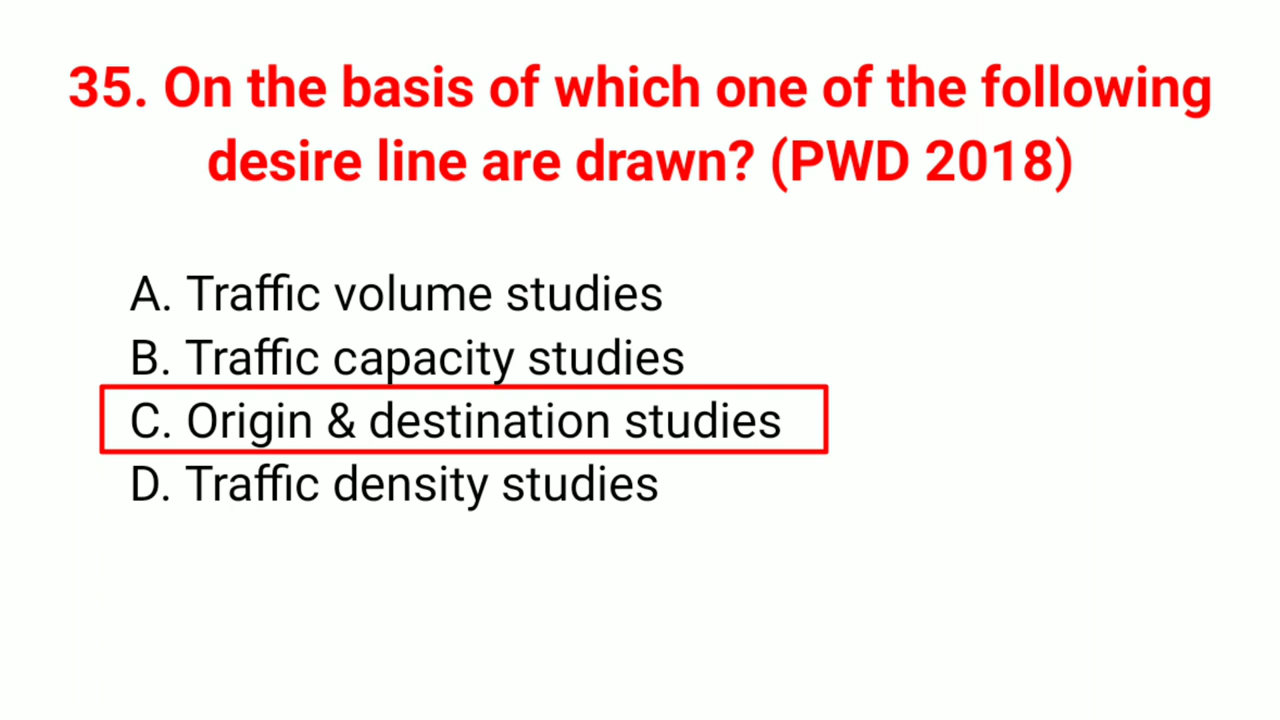 35. On the basis of which one of the following
desire line are drawn? (PWD 2018)
A. Traffic volume studies
B. Traffic capacity studies
C. Origin & destination studies
D. Traffic density studies